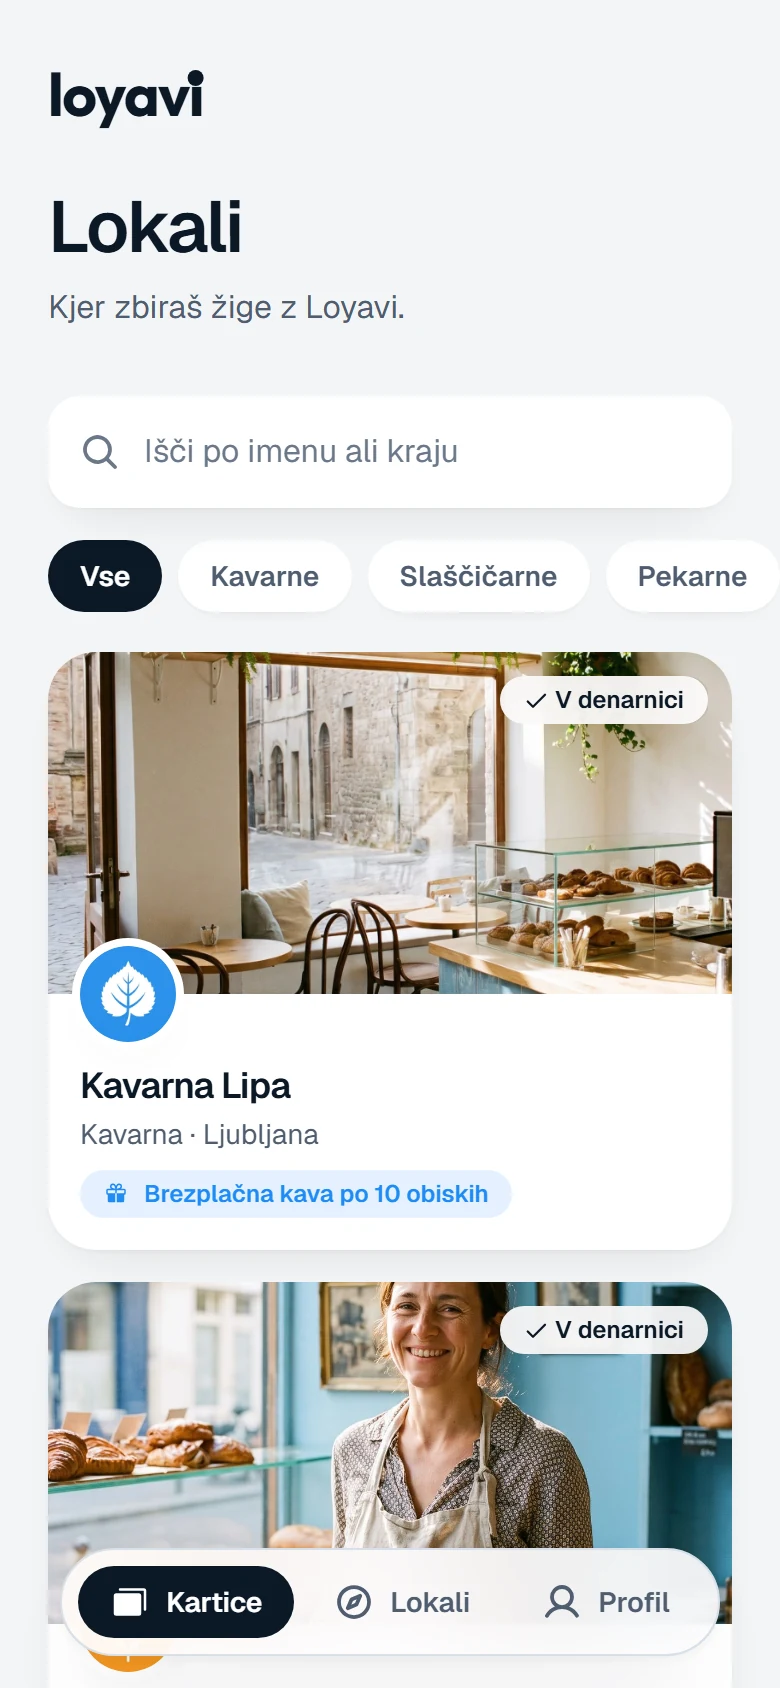 loyavi
Lokali
Kjer zbiraš žige z Loyavi.
Išči po imenu ali kraju
Vse
Kavarne
Slaščičarne
Pekarne
V denarnici
Kavarna Lipa
Kavarna · Ljubljana
Brezplačna kava po 10 obiskih
V denarnici
Kartice
Lokali
Profil